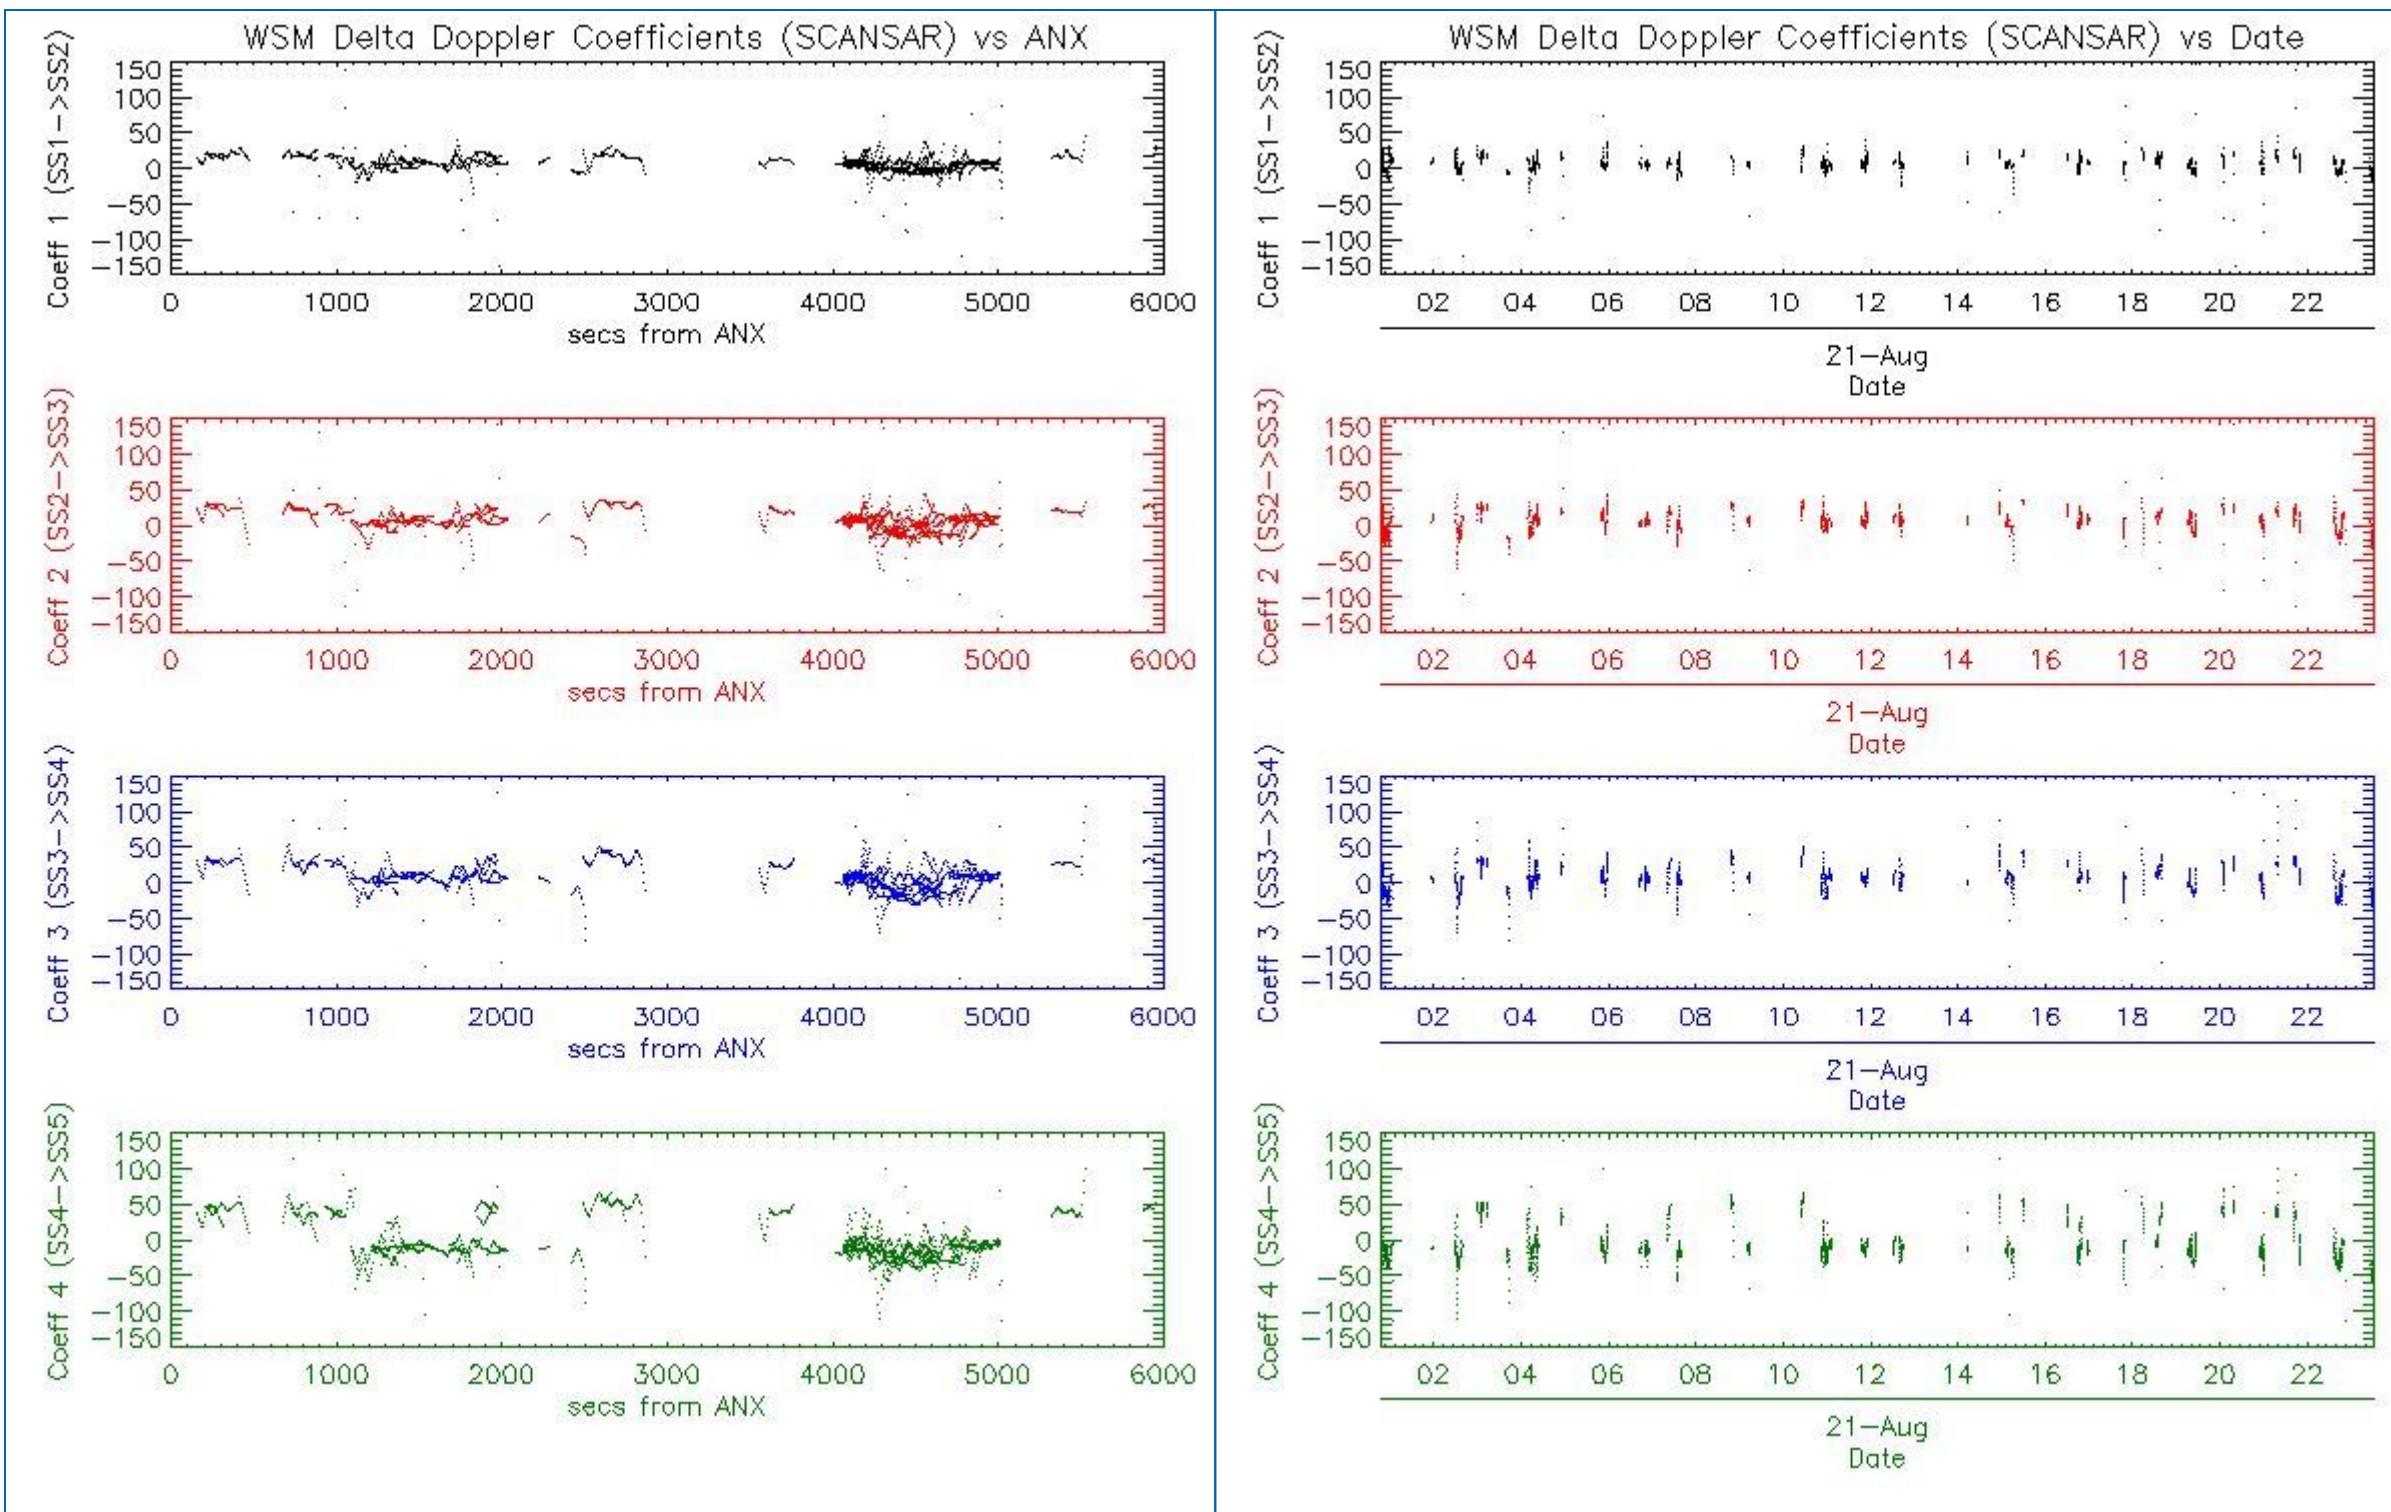 WSM Delta Doppler Coefficients (SCANSAR) vs ANX
Coeff 1 (SS1->SS2)
150
100
50
0
-50
-100
-150
0 1000 2000 3000 4000 5000 6000
secs from ANX
Coeff 2 (SS2->SS3)
150
100
50
0
-50
-100
-150
0 1000 2000 3000 4000 5000 6000
secs from ANX
Coeff 3 (SS3->SS4)
150
100
50
0
-50
-100
-150
0 1000 2000 3000 4000 5000 6000
secs from ANX
Coeff 4 (SS4->SS5)
150
100
50
0
-50
-100
-150
0 1000 2000 3000 4000 5000 6000
secs from ANX
WSM Delta Doppler Coefficients (SCANSAR) vs Date
Coeff 1 (SS1->SS2)
150
100
50
0
-50
-100
-150
02 04 06 08 10 12 14 16 18 20 22
21-Aug
Date
Coeff 2 (SS2->SS3)
150
100
50
0
-50
-100
-150
02 04 06 08 10 12 14 16 18 20 22
21-Aug
Date
Coeff 3 (SS3->SS4)
150
100
50
0
-50
-100
-150
02 04 06 08 10 12 14 16 18 20 22
21-Aug
Date
Coeff 4 (SS4->SS5)
150
100
50
0
-50
-100
-150
02 04 06 08 10 12 14 16 18 20 22
21-Aug
Date